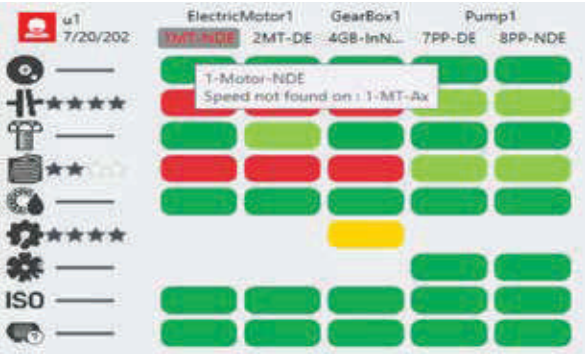 u1 ElectricMotor1 GearBox1 Pump1
7/20/202 1MT-NDE 2MT-DE 4GB-InN... 7PP-DE 8PP-NDE
1-Motor-NDE
Speed not found on : 1-MT-Ax
ISO